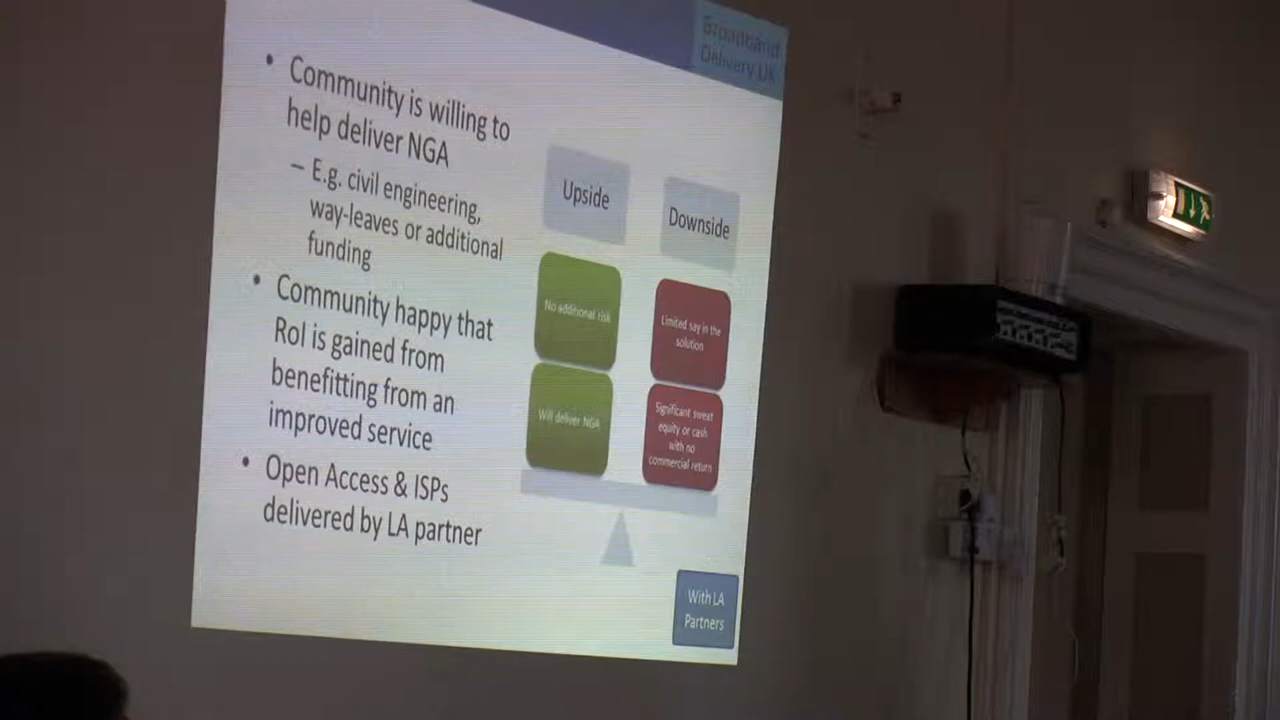 Broadband
Delivery UK
• Community is willing to
help deliver NGA
– E.g. civil engineering,
way-leaves or additional
funding
• Community happy that
RoI is gained from
benefitting from an
improved service
• Open Access & ISPs
delivered by LA partner
Upside
Downside
No additional risk
Limited say in the
solution
Will deliver NGA
Significant sweat
equity or cash
with no
commercial return
With LA
Partners